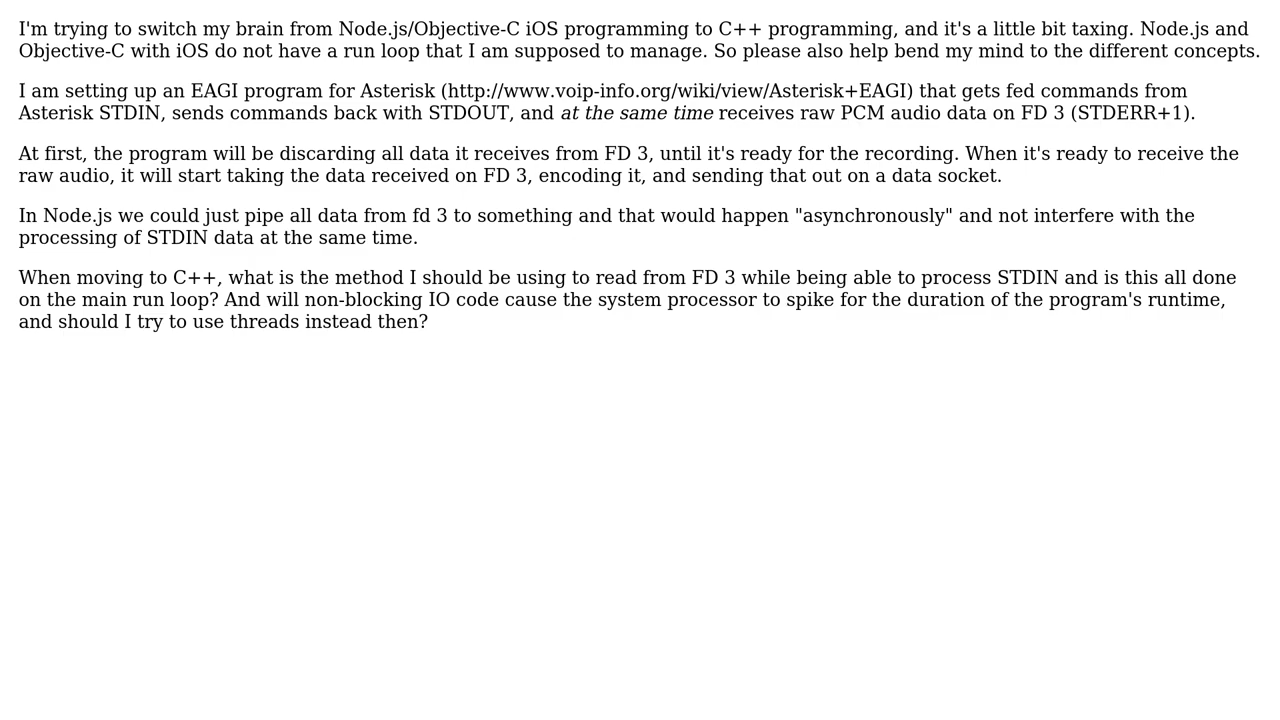 I'm trying to switch my brain from Node.js/Objective-C iOS programming to C++ programming, and it's a little bit taxing. Node.js and
Objective-C with iOS do not have a run loop that I am supposed to manage. So please also help bend my mind to the different concepts.
I am setting up an EAGI program for Asterisk (http://www.voip-info.org/wiki/view/Asterisk+EAGI) that gets fed commands from
Asterisk STDIN, sends commands back with STDOUT, and at the same time receives raw PCM audio data on FD 3 (STDERR+1).
At first, the program will be discarding all data it receives from FD 3, until it's ready for the recording. When it's ready to receive the
raw audio, it will start taking the data received on FD 3, encoding it, and sending that out on a data socket.
In Node.js we could just pipe all data from fd 3 to something and that would happen "asynchronously" and not interfere with the
processing of STDIN data at the same time.
When moving to C++, what is the method I should be using to read from FD 3 while being able to process STDIN and is this all done
on the main run loop? And will non-blocking IO code cause the system processor to spike for the duration of the program's runtime,
and should I try to use threads instead then?